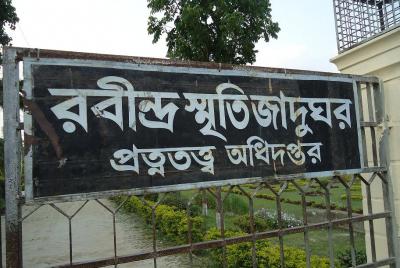 রবীন্দ্র স্মৃতি জাদুঘর
প্রত্নতত্ত্ব অধিদপ্তর